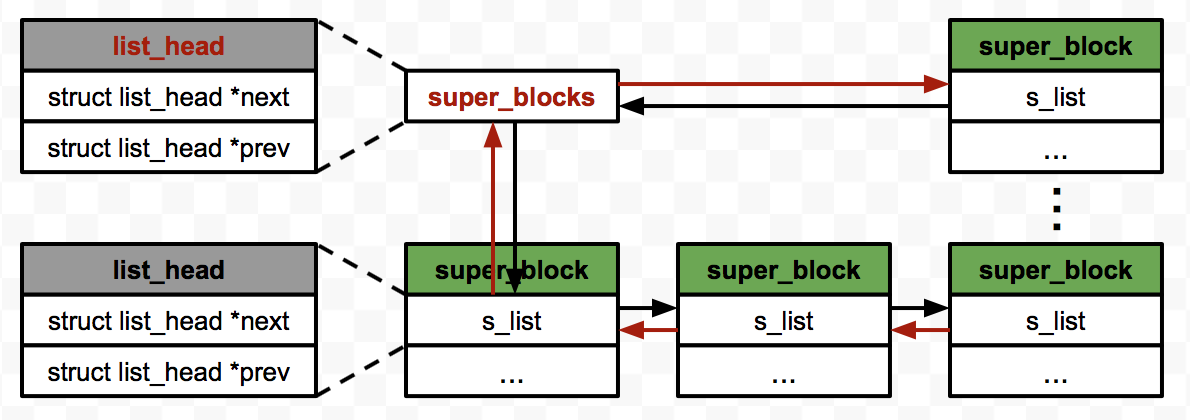 list_head
struct list_head *next
struct list_head *prev
super_blocks
super_block
s_list
...
list_head
struct list_head *next
struct list_head *prev
super_block
s_list
...
super_block
s_list
...
super_block
s_list
...